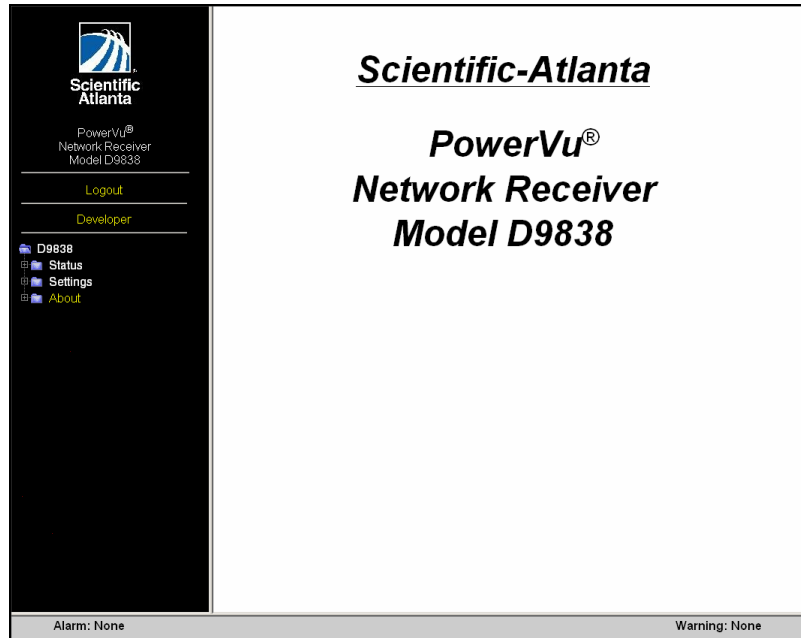 Scientific
Atlanta
PowerVu®
Network Receiver
Model D9838
Logout
Developer
D9838
Status
Settings
About
Scientific-Atlanta
PowerVu®
Network Receiver
Model D9838
Alarm: None
Warning: None